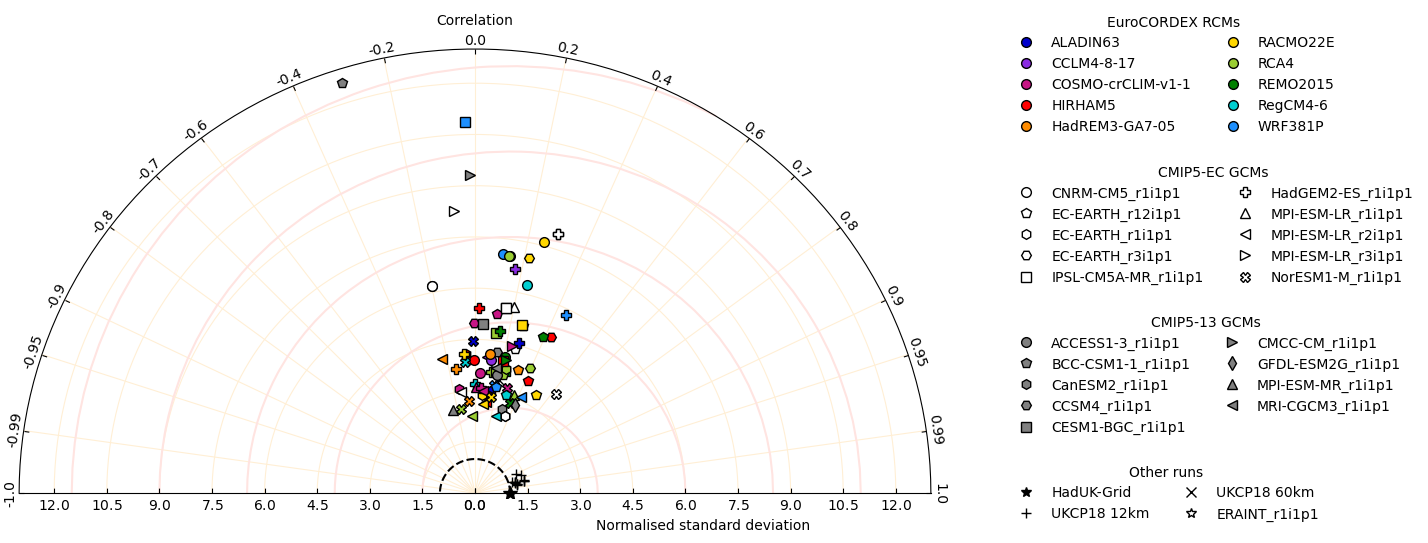 Correlation
-1.0
-0.99
-0.95
-0.9
-0.8
-0.7
-0.6
-0.4
-0.2
0.0
0.2
0.4
0.6
0.7
0.8
0.9
0.95
0.99
1.0
12.0 10.5 9.0 7.5 6.0 4.5 3.0 1.5 0.0 1.5 3.0 4.5 6.0 7.5 9.0 10.5 12.0
Normalised standard deviation
EuroCORDEX RCMs
ALADIN63 RACMO22E
CCLM4-8-17 RCA4
COSMO-crCLIM-v1-1 REMO2015
HIRHAM5 RegCM4-6
HadREM3-GA7-05 WRF381P
CMIP5-EC GCMs
CNRM-CM5_r1i1p1 HadGEM2-ES_r1i1p1
EC-EARTH_r12i1p1 MPI-ESM-LR_r1i1p1
EC-EARTH_r1i1p1 MPI-ESM-LR_r2i1p1
EC-EARTH_r3i1p1 MPI-ESM-LR_r3i1p1
IPSL-CM5A-MR_r1i1p1 NorESM1-M_r1i1p1
CMIP5-13 GCMs
ACCESS1-3_r1i1p1 CMCC-CM_r1i1p1
BCC-CSM1-1_r1i1p1 GFDL-ESM2G_r1i1p1
CanESM2_r1i1p1 MPI-ESM-MR_r1i1p1
CCSM4_r1i1p1 MRI-CGCM3_r1i1p1
CESM1-BGC_r1i1p1
Other runs
HadUK-Grid UKCP18 60km
UKCP18 12km ERAINT_r1i1p1